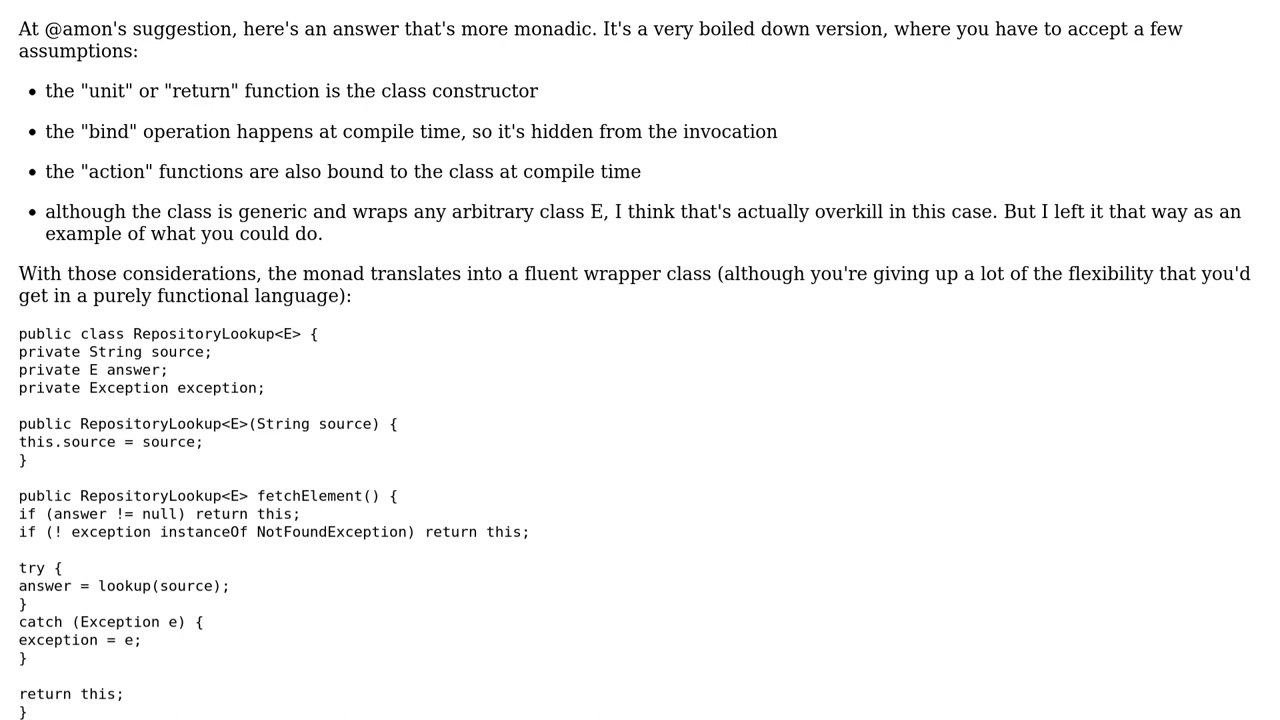 At @amon's suggestion, here's an answer that's more monadic. It's a very boiled down version, where you have to accept a few
assumptions:
• the "unit" or "return" function is the class constructor
• the "bind" operation happens at compile time, so it's hidden from the invocation
• the "action" functions are also bound to the class at compile time
• although the class is generic and wraps any arbitrary class E, I think that's actually overkill in this case. But I left it that way as an
example of what you could do.
With those considerations, the monad translates into a fluent wrapper class (although you're giving up a lot of the flexibility that you'd
get in a purely functional language):
public class RepositoryLookup<E> {
private String source;
private E answer;
private Exception exception;
public RepositoryLookup<E>(String source) {
this.source = source;
}
public RepositoryLookup<E> fetchElement() {
if (answer != null) return this;
if (! exception instanceOf NotFoundException) return this;
try {
answer = lookup(source);
}
catch (Exception e) {
exception = e;
}
return this;
}